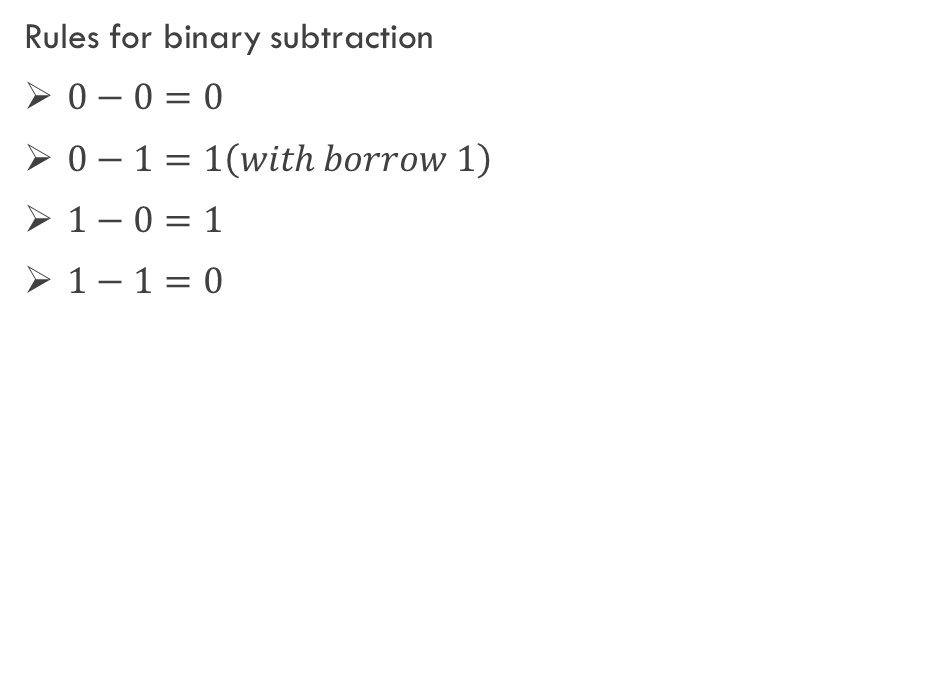 Rules for binary subtraction
➢ 0 − 0 = 0
➢ 0 − 1 = 1(with borrow 1)
➢ 1 − 0 = 1
➢ 1 − 1 = 0